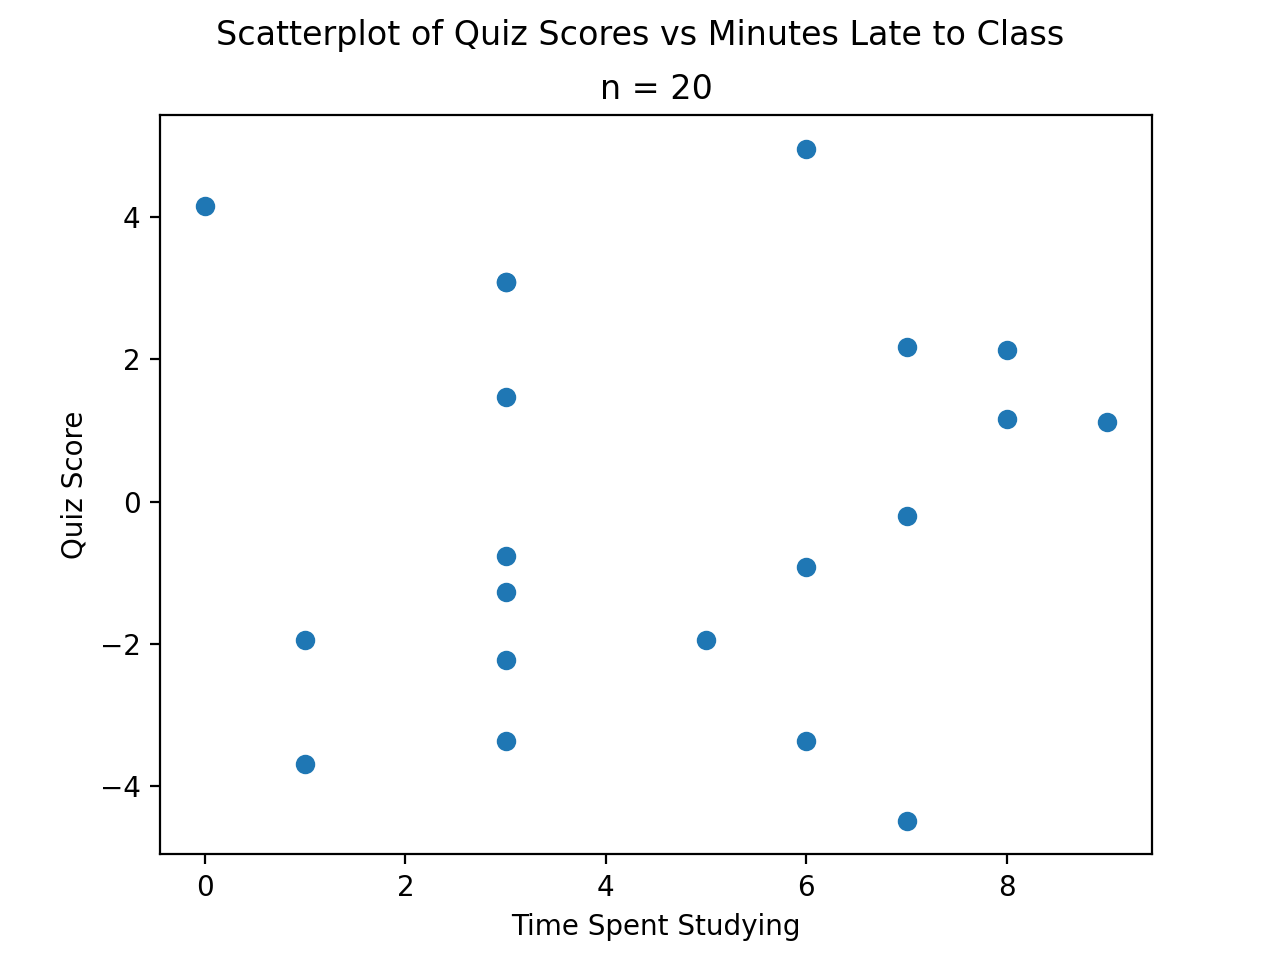 Scatterplot of Quiz Scores vs Minutes Late to Class
n = 20
4
2
0
−2
−4
Quiz Score
0 2 4 6 8
Time Spent Studying